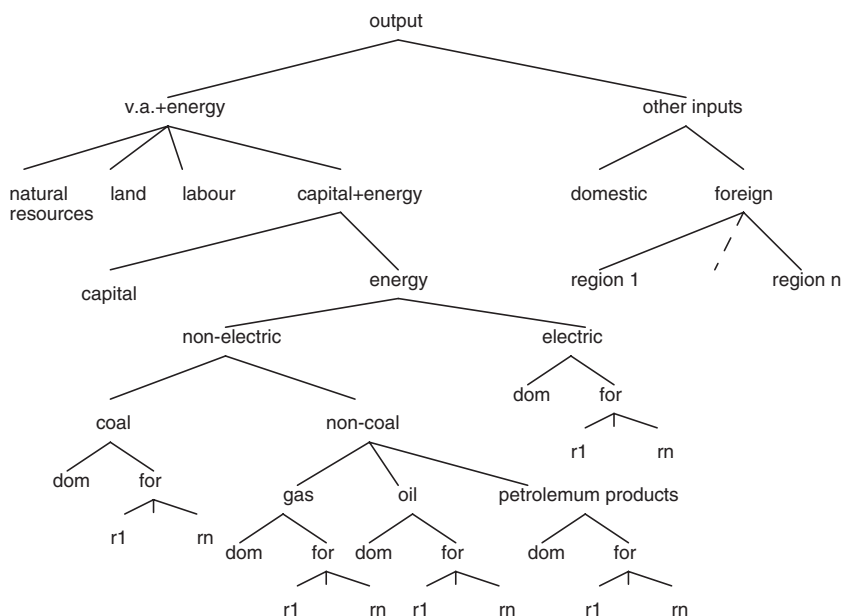 output
v.a.+energy
other inputs
natural
resources
land
labour
capital+energy
domestic
foreign
capital
energy
region 1
region n
non-electric
electric
dom
for
coal
non-coal
r1
rn
dom
for
gas
oil
petrolemum products
r1
rn
dom
for
dom
for
dom
for
r1
rn
r1
rn
r1
rn